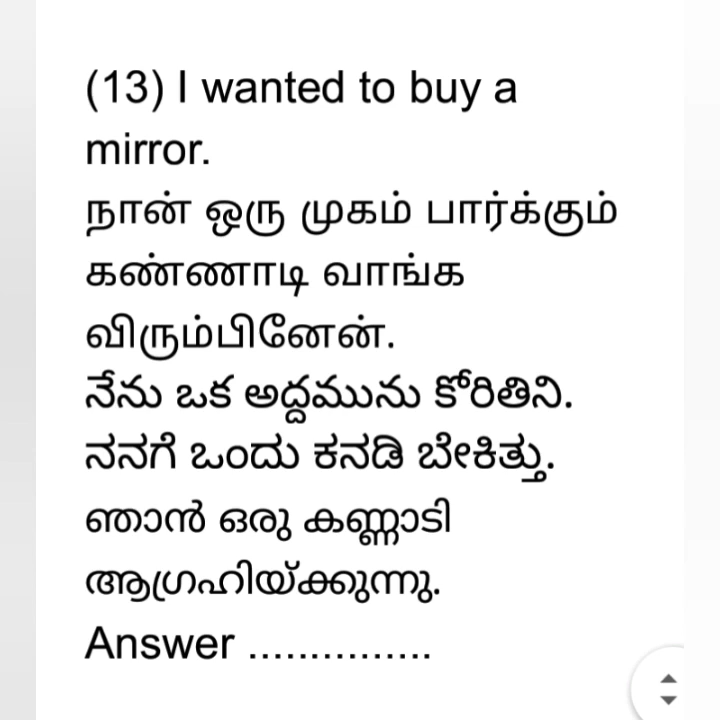 (13) I wanted to buy a
mirror.
நான் ஒரு முகம் பார்க்கும்
கண்ணாடி வாங்க
விரும்பினேன்.
నేను ఒక అద్దమును కోరితిని.
ನನಗೆ ಒಂದು ಕನಡಿ ಬೇಕಿತ್ತು.
ഞാൻ ഒരു കണ്ണാടി
ആഗ്രഹിയ്ക്കുന്നു.
Answer ...............